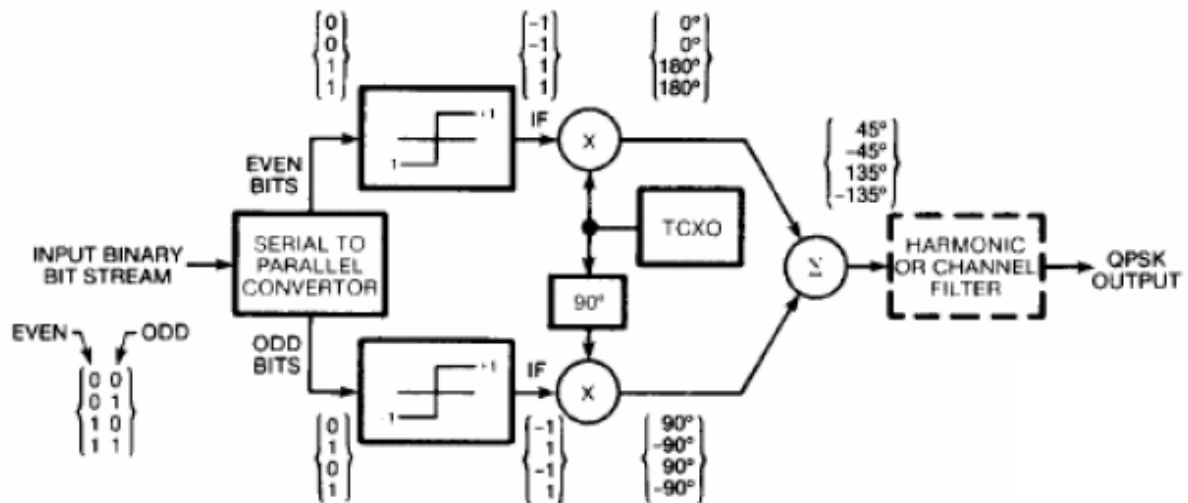 0
0
1
1
-1
-1
1
1
0°
0°
180°
180°
+1
1
IF
X
EVEN
BITS
45°
-45°
135°
-135°
INPUT BINARY
BIT STREAM
SERIAL TO
PARALLEL
CONVERTOR
TCXO
90°
Σ
HARMONIC
OR CHANNEL
FILTER
QPSK
OUTPUT
EVEN
ODD
0 0
0 1
1 0
1 1
ODD
BITS
+1
-1
IF
X
0
1
0
1
-1
1
-1
1
90°
-90°
90°
-90°